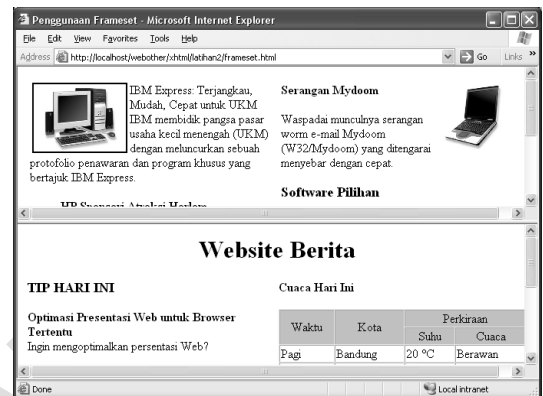 Penggunaan Frameset - Microsoft Internet Explorer
File Edit View Favorites Tools Help
Address http://localhost/webother/xhtml/latihan2/frameset.html Go Links »
IBM Express: Terjangkau,
Mudah, Cepat untuk UKM
IBM membidik pangsa pasar
usaha kecil menengah (UKM)
dengan meluncurkan sebuah
protofolio penawaran dan program khusus yang
bertajuk IBM Express.
HP Sponsori Atraksi Harlem
Serangan Mydoom
Waspadai munculnya serangan
worm e-mail Mydoom
(W32/Mydoom) yang ditengarai
menyebar dengan cepat.
Software Pilihan
Website Berita
TIP HARI INI
Optimasi Presentasi Web untuk Browser
Tertentu
Ingin mengoptimalkan persentasi Web?
Cuaca Hari Ini
Waktu Kota Perkiraan
Suhu Cuaca
Pagi Bandung 20 °C Berawan
Done Local intranet